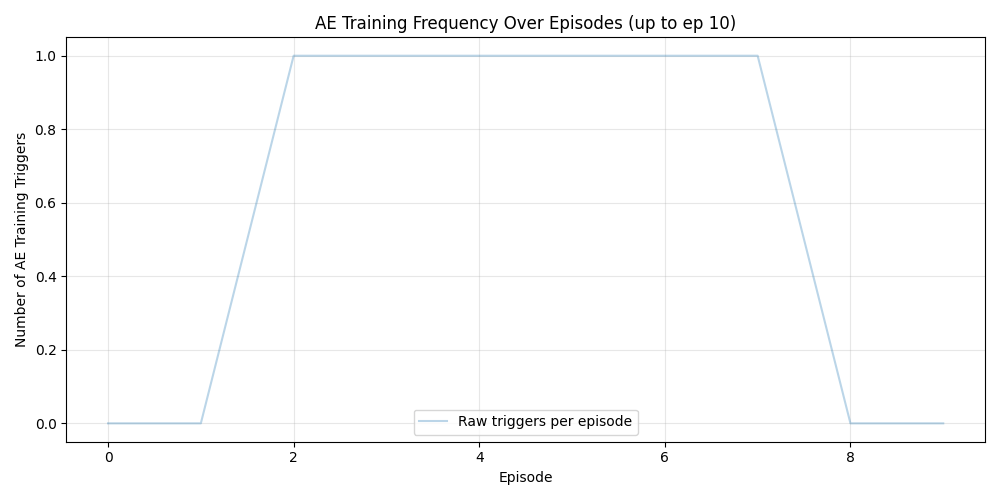 AE Training Frequency Over Episodes (up to ep 10)
Number of AE Training Triggers
1.0
0.8
0.6
0.4
0.2
0.0
Raw triggers per episode
0 2 4 6 8
Episode